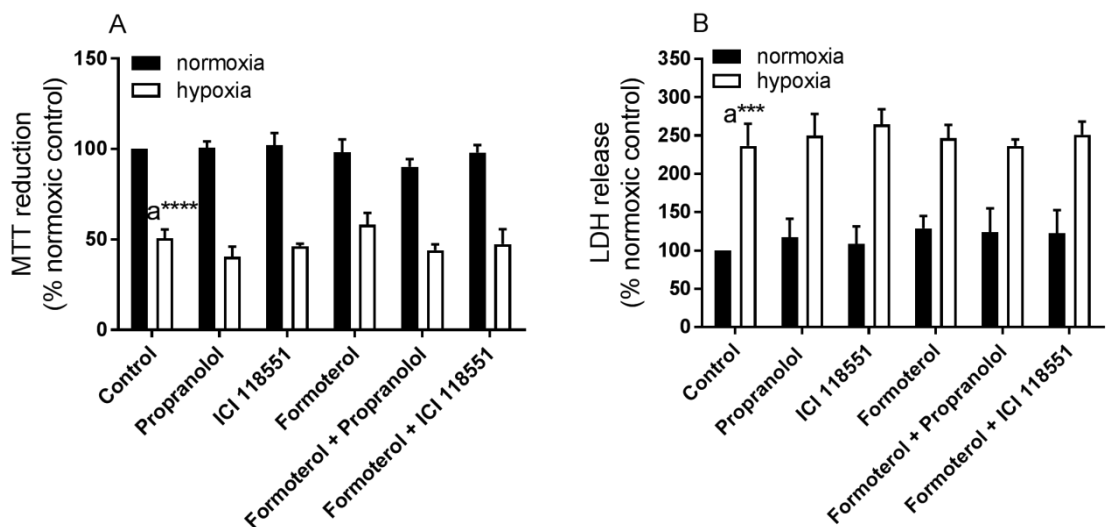 A
MTT reduction
(% normoxic control)
150
100
50
0
normoxia
hypoxia
a****
Control
Propranolol
ICI 118551
Formoterol
Formoterol + Propranolol
Formoterol + ICI 118551
B
LDH release
(% normoxic control)
350
300
250
200
150
100
50
0
normoxia
hypoxia
a***
Control
Propranolol
ICI 118551
Formoterol
Formoterol + Propranolol
Formoterol + ICI 118551